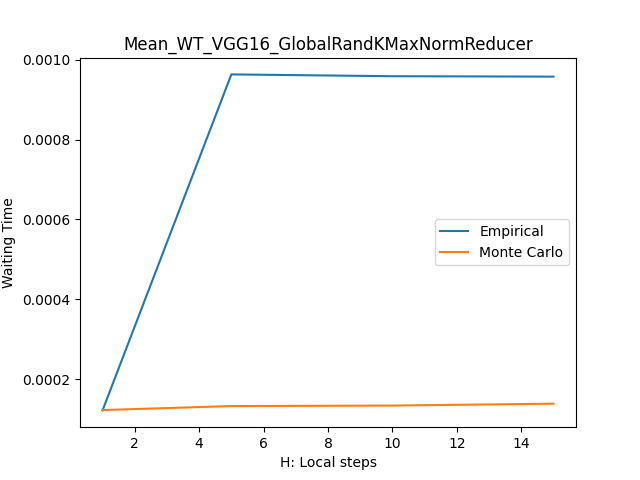 Mean_WT_VGG16_GlobalRandKMaxNormReducer
0.0010
0.0008
0.0006
0.0004
0.0002
Waiting Time
Empirical
Monte Carlo
2 4 6 8 10 12 14
H: Local steps